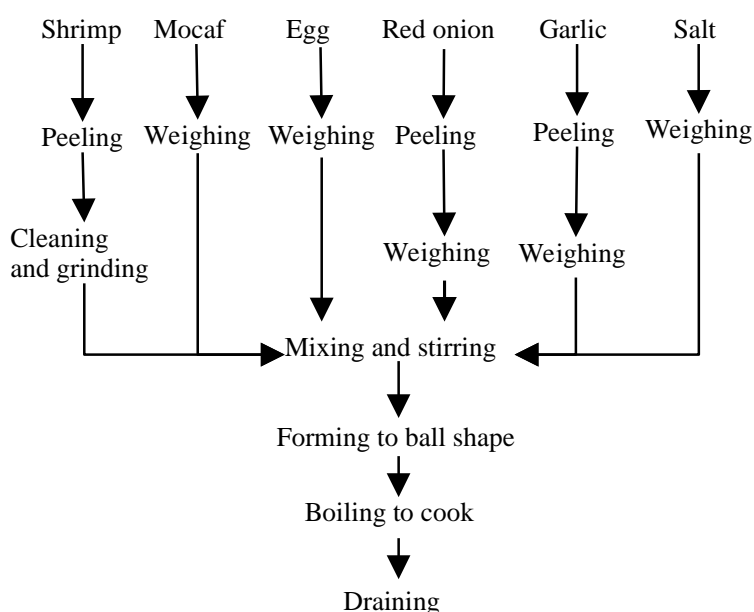 Shrimp Mocaf Egg Red onion Garlic Salt
Peeling Weighing Weighing Peeling Peeling Weighing
Cleaning
and grinding
Weighing Weighing
Mixing and stirring
Forming to ball shape
Boiling to cook
Draining